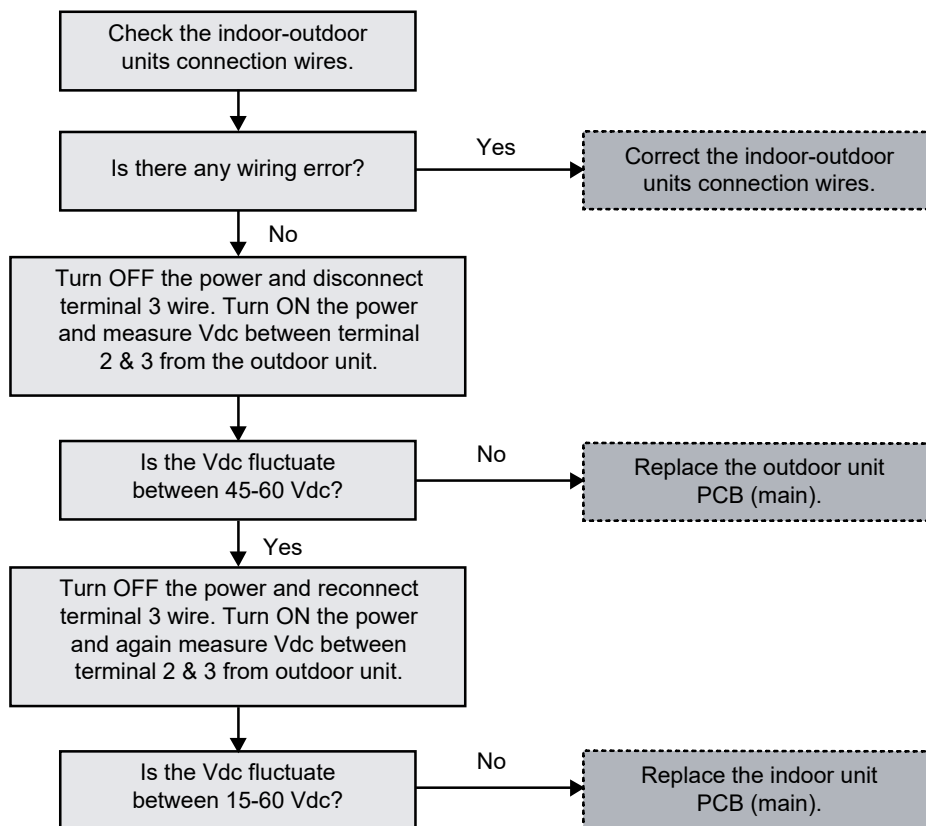 Check the indoor-outdoor
units connection wires.
Is there any wiring error?
Yes
Correct the indoor-outdoor
units connection wires.
No
Turn OFF the power and disconnect
terminal 3 wire. Turn ON the power
and measure Vdc between terminal
2 & 3 from the outdoor unit.
Is the Vdc fluctuate
between 45-60 Vdc?
No
Replace the outdoor unit
PCB (main).
Yes
Turn OFF the power and reconnect
terminal 3 wire. Turn ON the power
and again measure Vdc between
terminal 2 & 3 from outdoor unit.
Is the Vdc fluctuate
between 15-60 Vdc?
No
Replace the indoor unit
PCB (main).